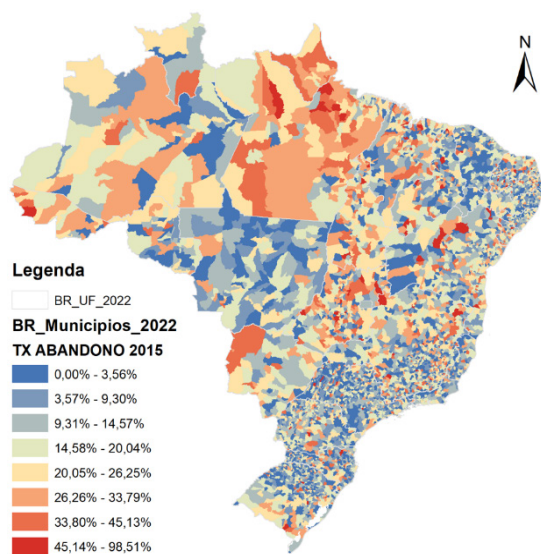 N
Legenda
BR_UF_2022
BR_Municipios_2022
TX ABANDONO 2015
0,00% - 3,56%
3,57% - 9,30%
9,31% - 14,57%
14,58% - 20,04%
20,05% - 26,25%
26,26% - 33,79%
33,80% - 45,13%
45,14% - 98,51%